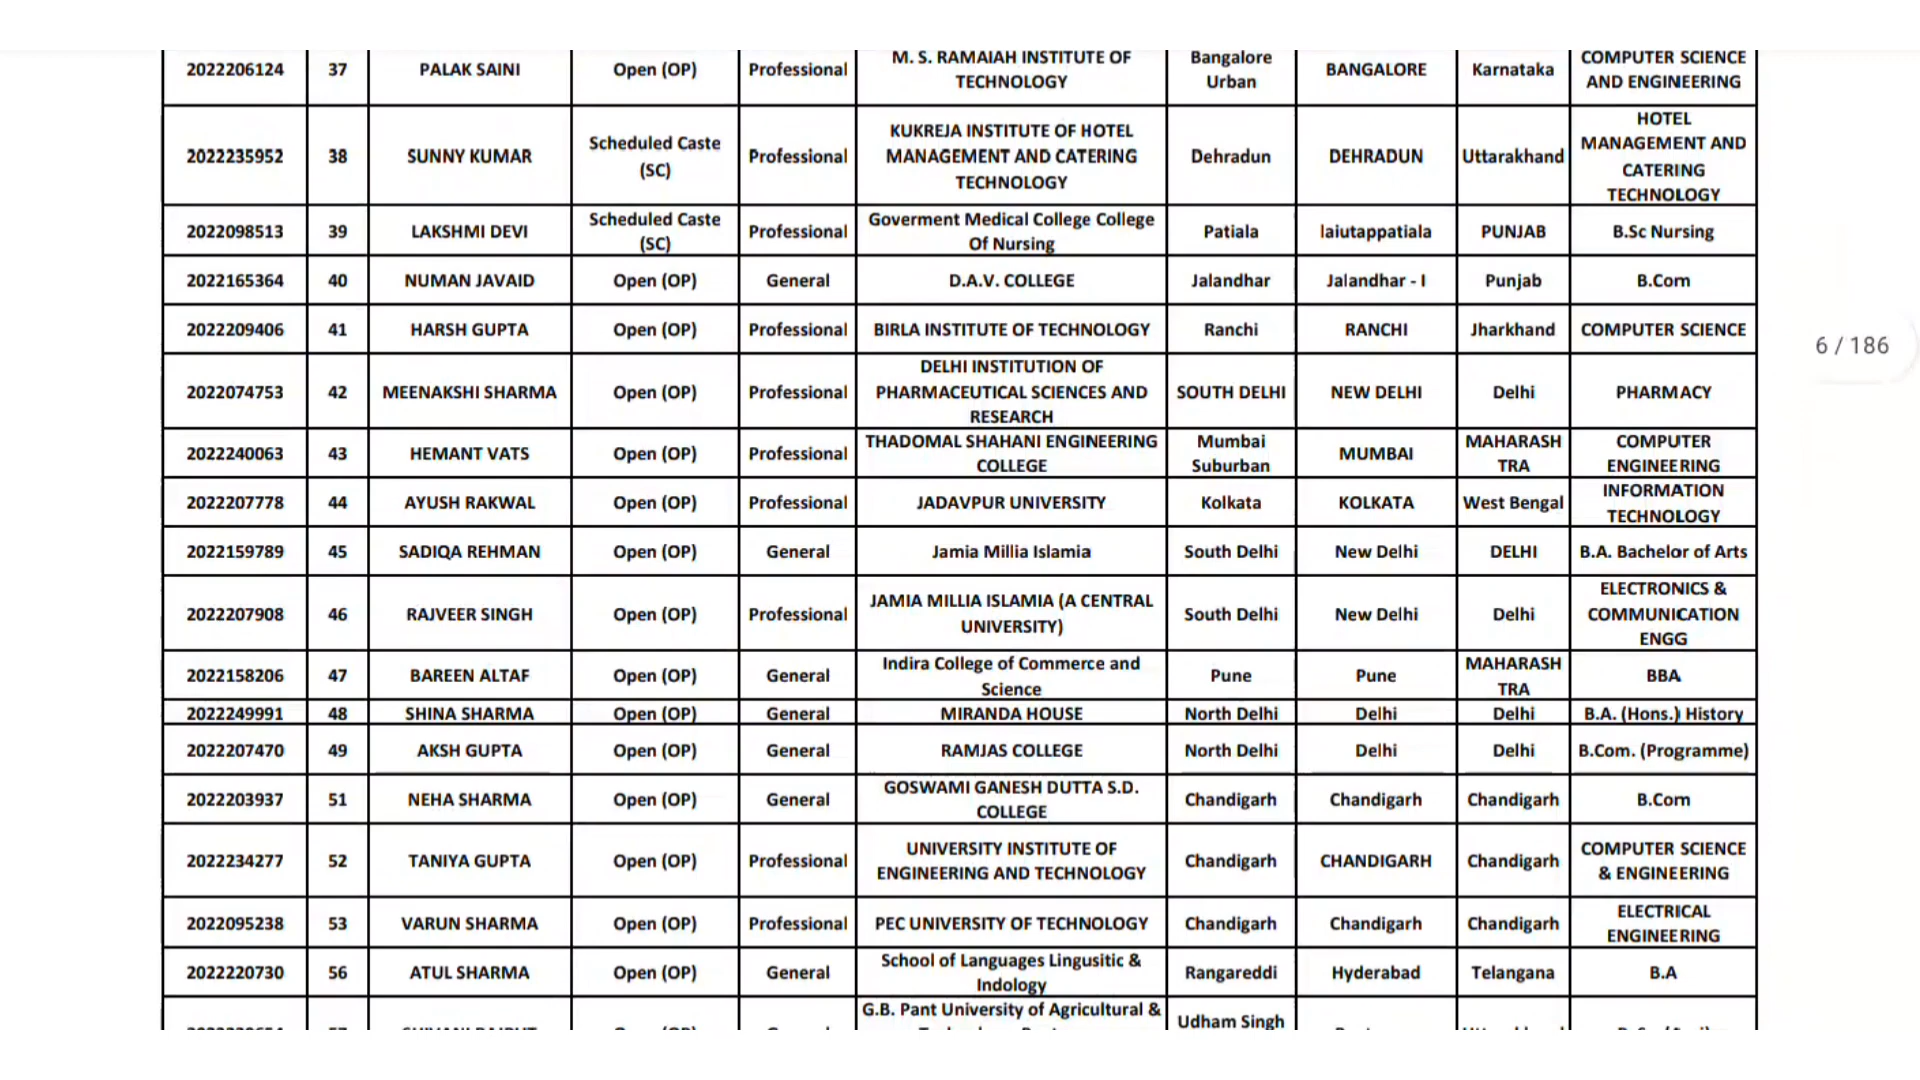 2022206124 37 PALAK SAINI Open (OP) Professional M. S. RAMAIAH INSTITUTE OF TECHNOLOGY Bangalore Urban BANGALORE Karnataka COMPUTER SCIENCE AND ENGINEERING
2022235952 38 SUNNY KUMAR Scheduled Caste (SC) Professional KUKREJA INSTITUTE OF HOTEL MANAGEMENT AND CATERING TECHNOLOGY Dehradun DEHRADUN Uttarakhand HOTEL MANAGEMENT AND CATERING TECHNOLOGY
2022098513 39 LAKSHMI DEVI Scheduled Caste (SC) Professional Goverment Medical College College Of Nursing Patiala laiutappatiala PUNJAB B.Sc Nursing
2022165364 40 NUMAN JAVAID Open (OP) General D.A.V. COLLEGE Jalandhar Jalandhar - I Punjab B.Com
2022209406 41 HARSH GUPTA Open (OP) Professional BIRLA INSTITUTE OF TECHNOLOGY Ranchi RANCHI Jharkhand COMPUTER SCIENCE
6 / 186
2022074753 42 MEENAKSHI SHARMA Open (OP) Professional DELHI INSTITUTION OF PHARMACEUTICAL SCIENCES AND RESEARCH SOUTH DELHI NEW DELHI Delhi PHARMACY
2022240063 43 HEMANT VATS Open (OP) Professional THADOMAL SHAHANI ENGINEERING COLLEGE Mumbai Suburban MUMBAI MAHARASH TRA COMPUTER ENGINEERING
2022207778 44 AYUSH RAKWAL Open (OP) Professional JADAVPUR UNIVERSITY Kolkata KOLKATA West Bengal INFORMATION TECHNOLOGY
2022159789 45 SADIQA REHMAN Open (OP) General Jamia Millia Islamia South Delhi New Delhi DELHI B.A. Bachelor of Arts
2022207908 46 RAJVEER SINGH Open (OP) Professional JAMIA MILLIA ISLAMIA (A CENTRAL UNIVERSITY) South Delhi New Delhi Delhi ELECTRONICS & COMMUNICATION ENGG
2022158206 47 BAREEN ALTAF Open (OP) General Indira College of Commerce and Science Pune Pune MAHARASH TRA BBA
2022249991 48 SHINA SHARMA Open (OP) General MIRANDA HOUSE North Delhi Delhi Delhi B.A. (Hons.) History
2022207470 49 AKSH GUPTA Open (OP) General RAMJAS COLLEGE North Delhi Delhi Delhi B.Com. (Programme)
2022203937 51 NEHA SHARMA Open (OP) General GOSWAMI GANESH DUTTA S.D. COLLEGE Chandigarh Chandigarh Chandigarh B.Com
2022234277 52 TANIYA GUPTA Open (OP) Professional UNIVERSITY INSTITUTE OF ENGINEERING AND TECHNOLOGY Chandigarh CHANDIGARH Chandigarh COMPUTER SCIENCE & ENGINEERING
2022095238 53 VARUN SHARMA Open (OP) Professional PEC UNIVERSITY OF TECHNOLOGY Chandigarh Chandigarh Chandigarh ELECTRICAL ENGINEERING
2022220730 56 ATUL SHARMA Open (OP) General School of Languages Lingusitic & Indology Rangareddi Hyderabad Telangana B.A
G.B. Pant University of Agricultural & Udham Singh